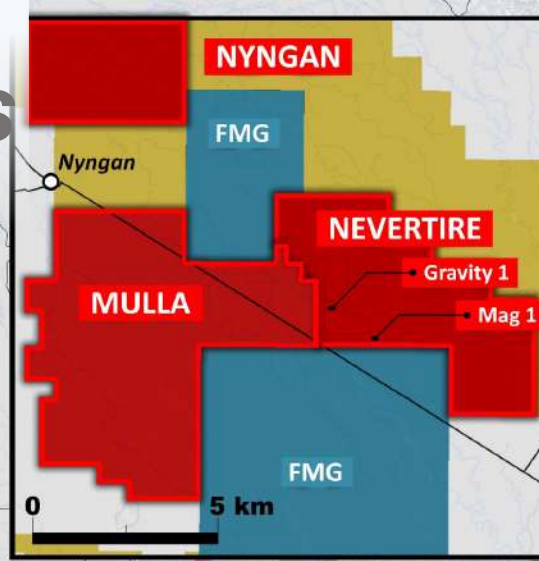 NYNGAN
FMG
Nyngan
NEVERTIRE
Gravity 1
MULLA
Mag 1
FMG
0 5 km